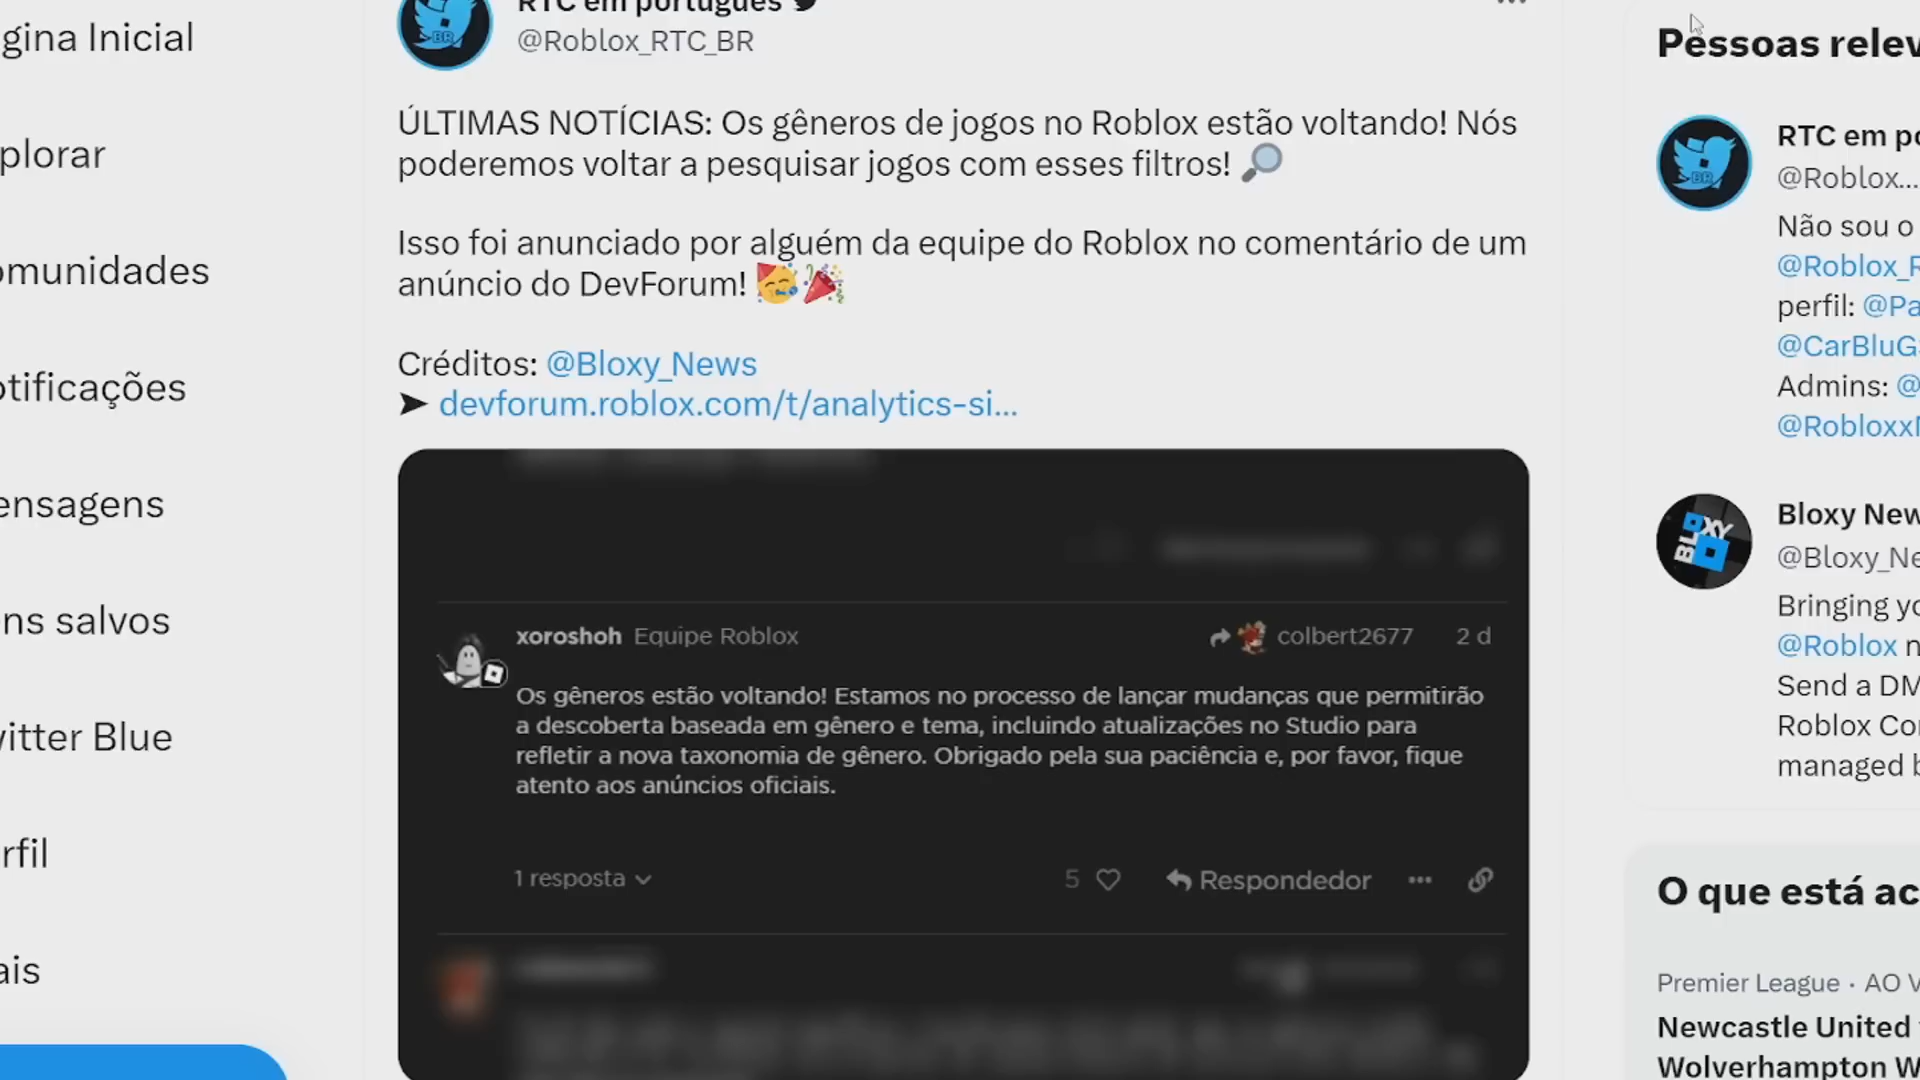 RTC em português
@Roblox_RTC_BR
ÚLTIMAS NOTÍCIAS: Os gêneros de jogos no Roblox estão voltando! Nós
poderemos voltar a pesquisar jogos com esses filtros! 🔎
Isso foi anunciado por alguém da equipe do Roblox no comentário de um
anúncio do DevForum! 🥳🎉
Créditos: @Bloxy_News
➤ devforum.roblox.com/t/analytics-si...
xoroshoh Equipe Roblox
colbert2677 2 d
Os gêneros estão voltando! Estamos no processo de lançar mudanças que permitirão
a descoberta baseada em gênero e tema, incluindo atualizações no Studio para
refletir a nova taxonomia de gênero. Obrigado pela sua paciência e, por favor, fique
atento aos anúncios oficiais.
1 resposta
5
Respondedor
gina Inicial
plorar
omunidades
otificações
ensagens
ns salvos
itter Blue
rfil
ais
Pessoas relev
RTC em po
@Roblox...
Não sou o
@Roblox_R
perfil: @Pa
@CarBluG
Admins: @
@Roblox
BR
BLOXY
Bloxy New
@Bloxy_Ne
Bringing yo
@Roblox n
Send a DM
Roblox Co
managed b
O que está ac
Premier League · AO V
Newcastle United
Wolverhampton W